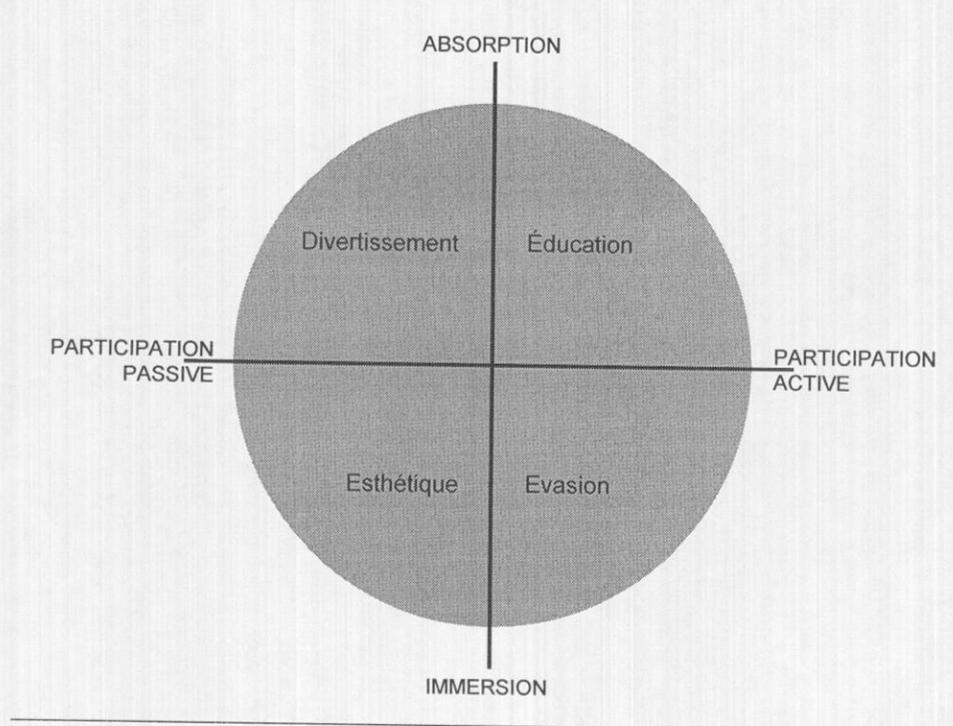 ABSORPTION
Divertissement
Éducation
PARTICIPATION
PASSIVE
PARTICIPATION
ACTIVE
Esthétique
Evasion
IMMERSION